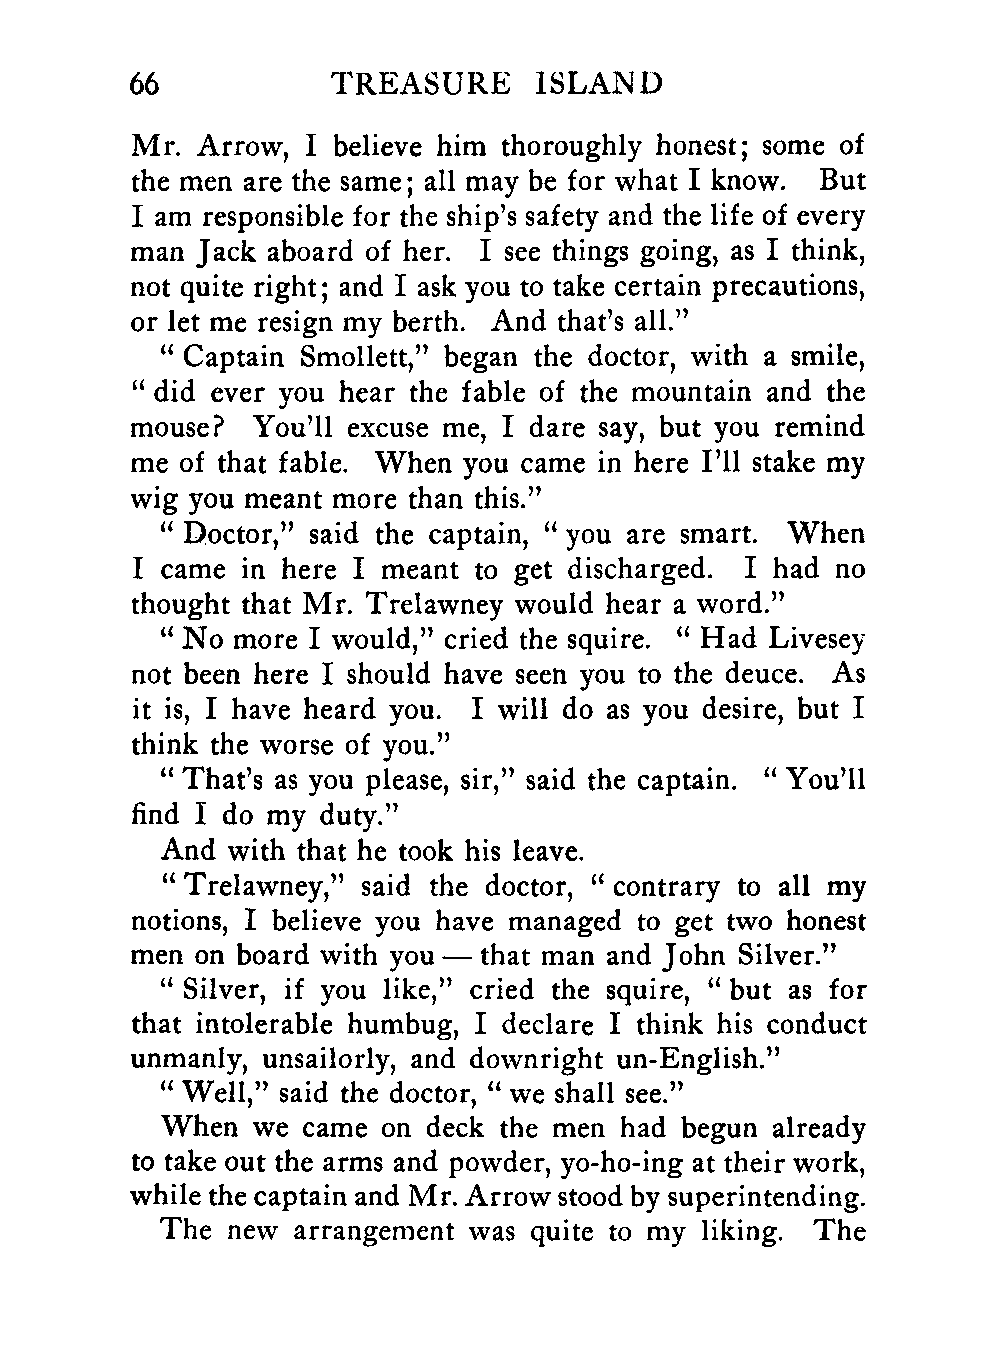 66 TREASURE ISLAND
Mr. Arrow, I believe him thoroughly honest; some of
the men are the same; all may be for what I know. But
I am responsible for the ship's safety and the life of every
man Jack aboard of her. I see things going, as I think,
not quite right; and I ask you to take certain precautions,
or let me resign my berth. And that's all."
" Captain Smollett," began the doctor, with a smile,
" did ever you hear the fable of the mountain and the
mouse? You'll excuse me, I dare say, but you remind
me of that fable. When you came in here I'll stake my
wig you meant more than this."
" Doctor," said the captain, " you are smart. When
I came in here I meant to get discharged. I had no
thought that Mr. Trelawney would hear a word."
" No more I would," cried the squire. " Had Livesey
not been here I should have seen you to the deuce. As
it is, I have heard you. I will do as you desire, but I
think the worse of you."
" That's as you please, sir," said the captain. " You'll
find I do my duty."
And with that he took his leave.
" Trelawney," said the doctor, " contrary to all my
notions, I believe you have managed to get two honest
men on board with you — that man and John Silver."
" Silver, if you like," cried the squire, " but as for
that intolerable humbug, I declare I think his conduct
unmanly, unsailorly, and downright un-English."
" Well," said the doctor, " we shall see."
When we came on deck the men had begun already
to take out the arms and powder, yo-ho-ing at their work,
while the captain and Mr. Arrow stood by superintending.
The new arrangement was quite to my liking. The